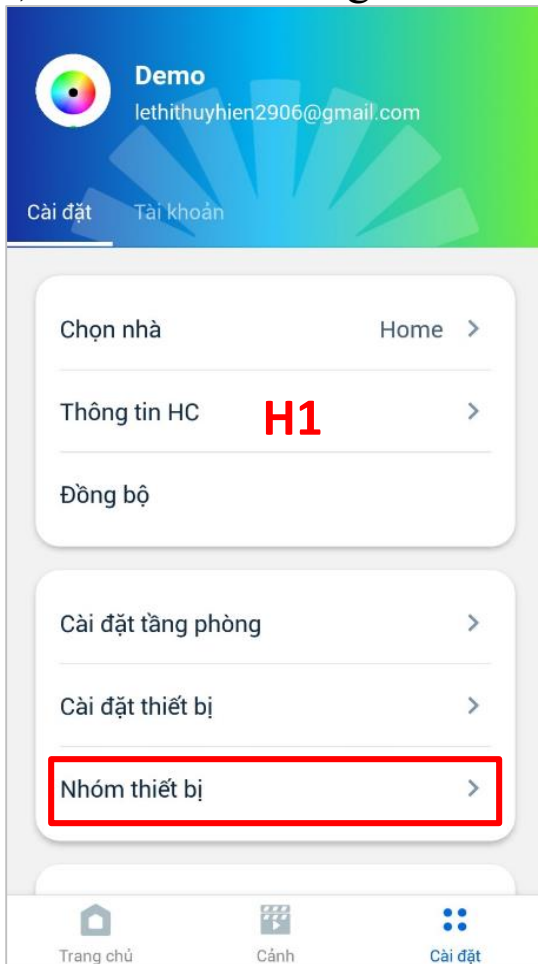 Demo
lethithuyhien2906@gmail.com
Cài đặt Tài khoản
Chọn nhà Home
Thông tin HC H1
Đồng bộ
Cài đặt tầng phòng
Cài đặt thiết bị
Nhóm thiết bị
Trang chủ Cảnh Cài đặt